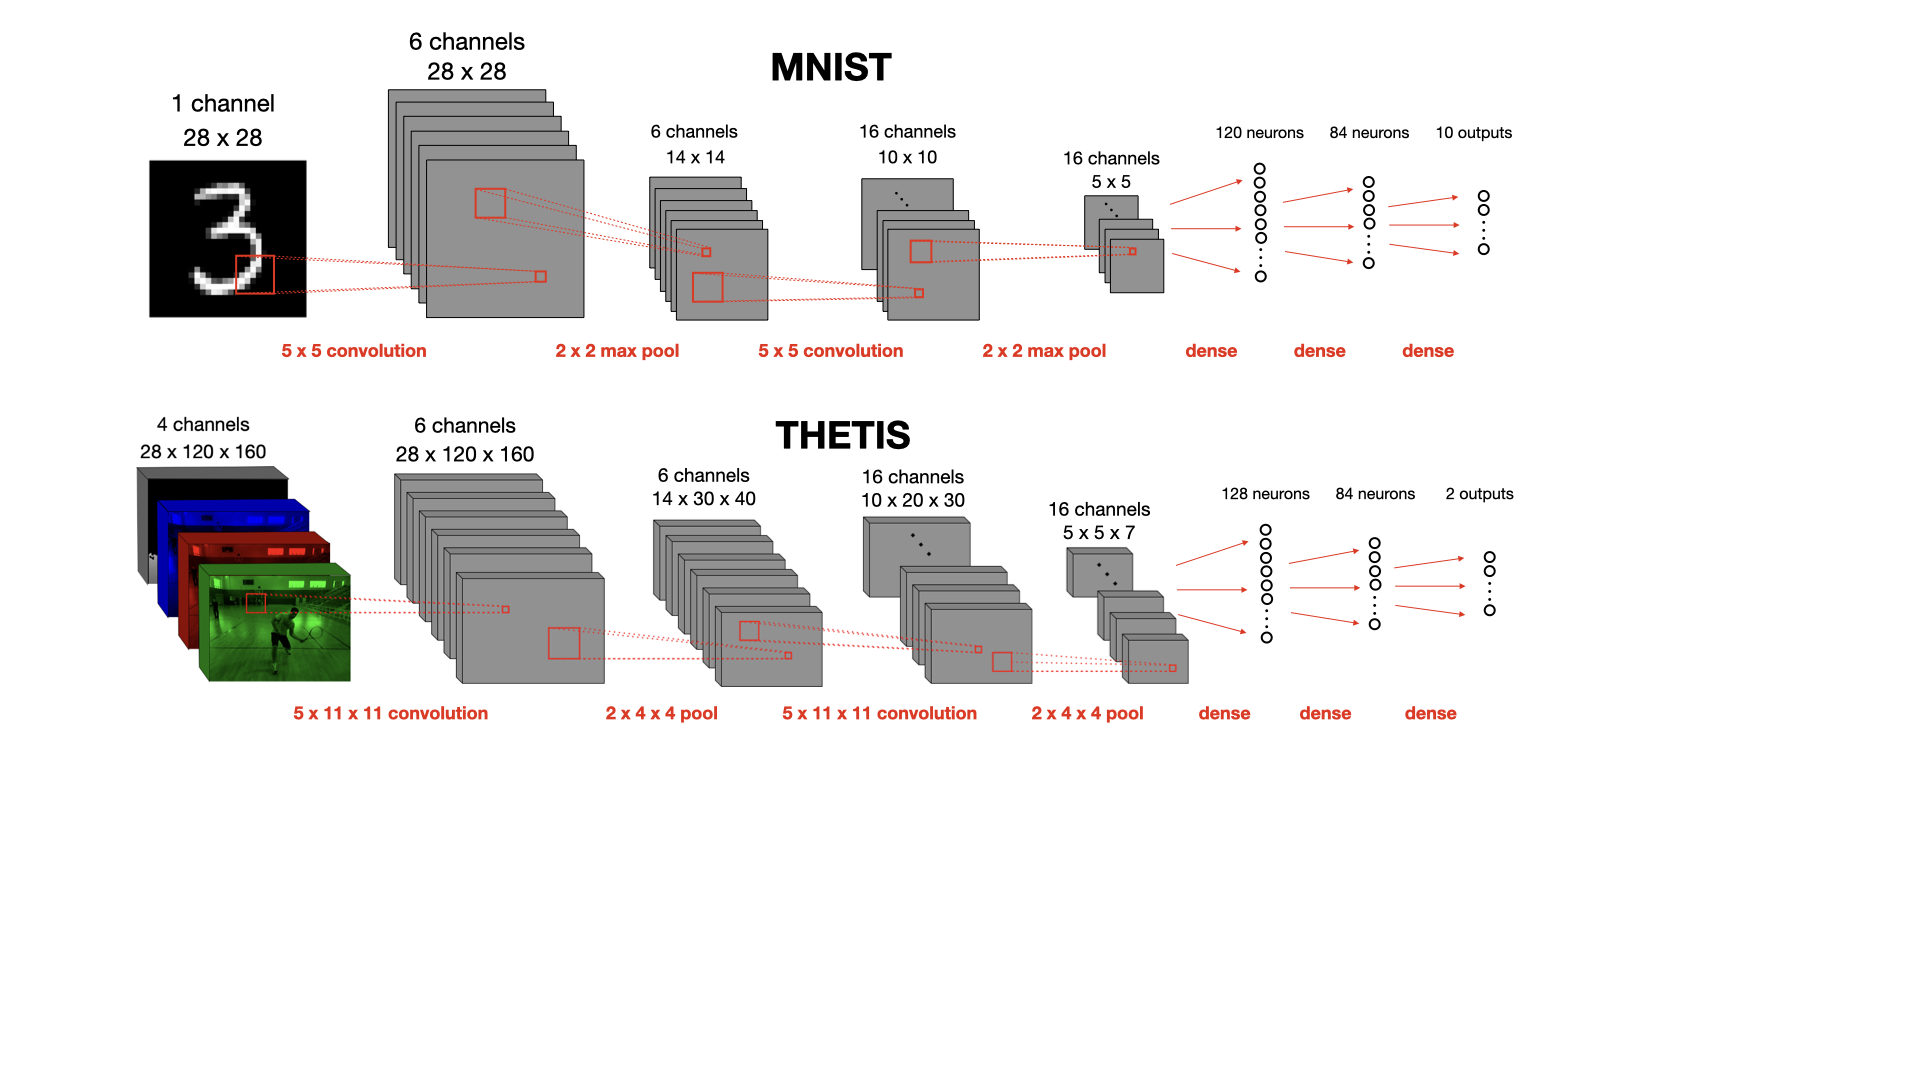 MNIST
1 channel
28 x 28
6 channels
28 x 28
6 channels
14 x 14
16 channels
10 x 10
16 channels
5 x 5
120 neurons
84 neurons
10 outputs
5 x 5 convolution
2 x 2 max pool
5 x 5 convolution
2 x 2 max pool
dense
dense
dense
THETIS
4 channels
28 x 120 x 160
6 channels
28 x 120 x 160
6 channels
14 x 30 x 40
16 channels
10 x 20 x 30
16 channels
5 x 5 x 7
128 neurons
84 neurons
2 outputs
5 x 11 x 11 convolution
2 x 4 x 4 pool
5 x 11 x 11 convolution
2 x 4 x 4 pool
dense
dense
dense